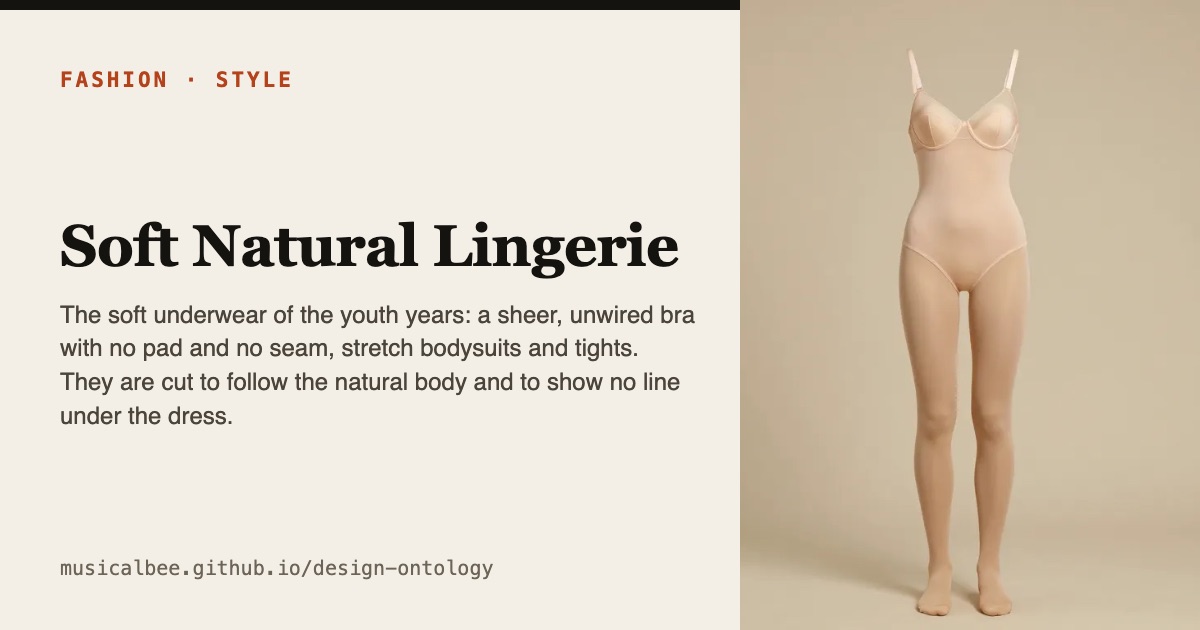 FASHION · STYLE
Soft Natural Lingerie
The soft underwear of the youth years: a sheer, unwired bra
with no pad and no seam, stretch bodysuits and tights.
They are cut to follow the natural body and to show no line
under the dress.
musicalbee.github.io/design-ontology